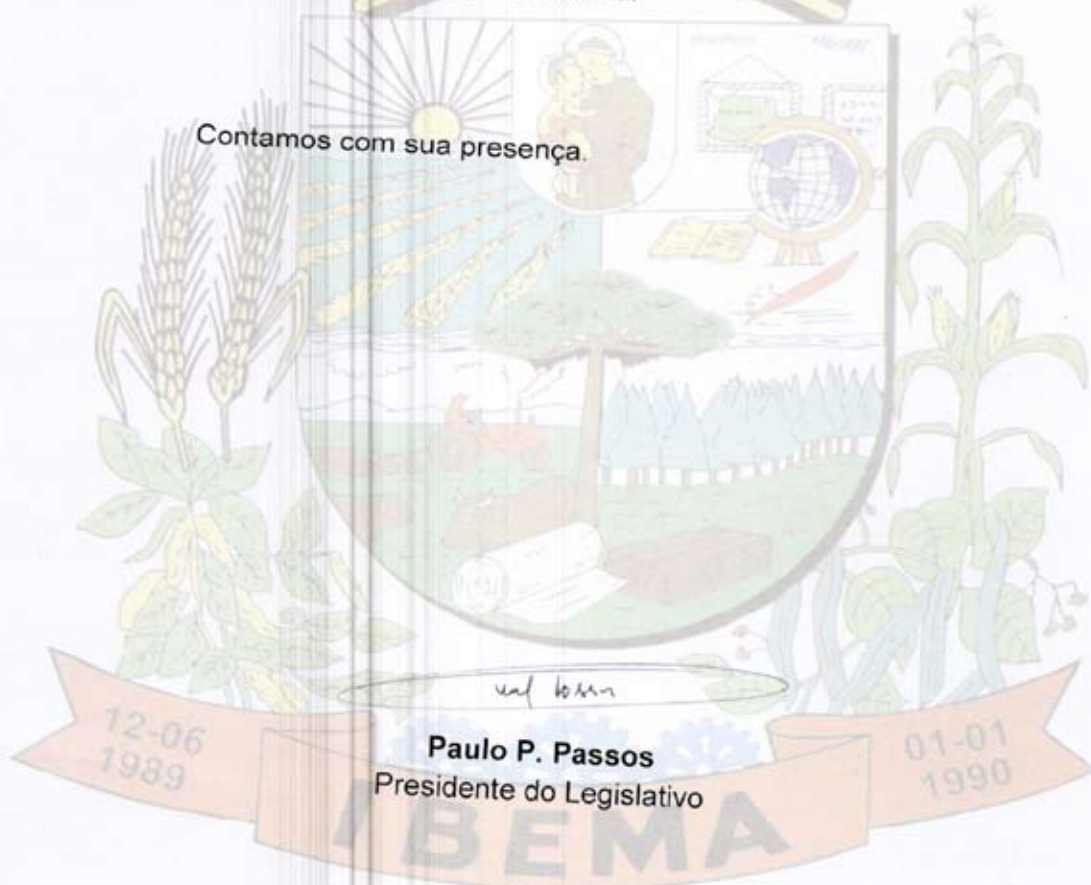 Contamos com sua presença.
Paulo P. Passos
Presidente do Legislativo
12-06
1989
01-01
1990
IBEMA